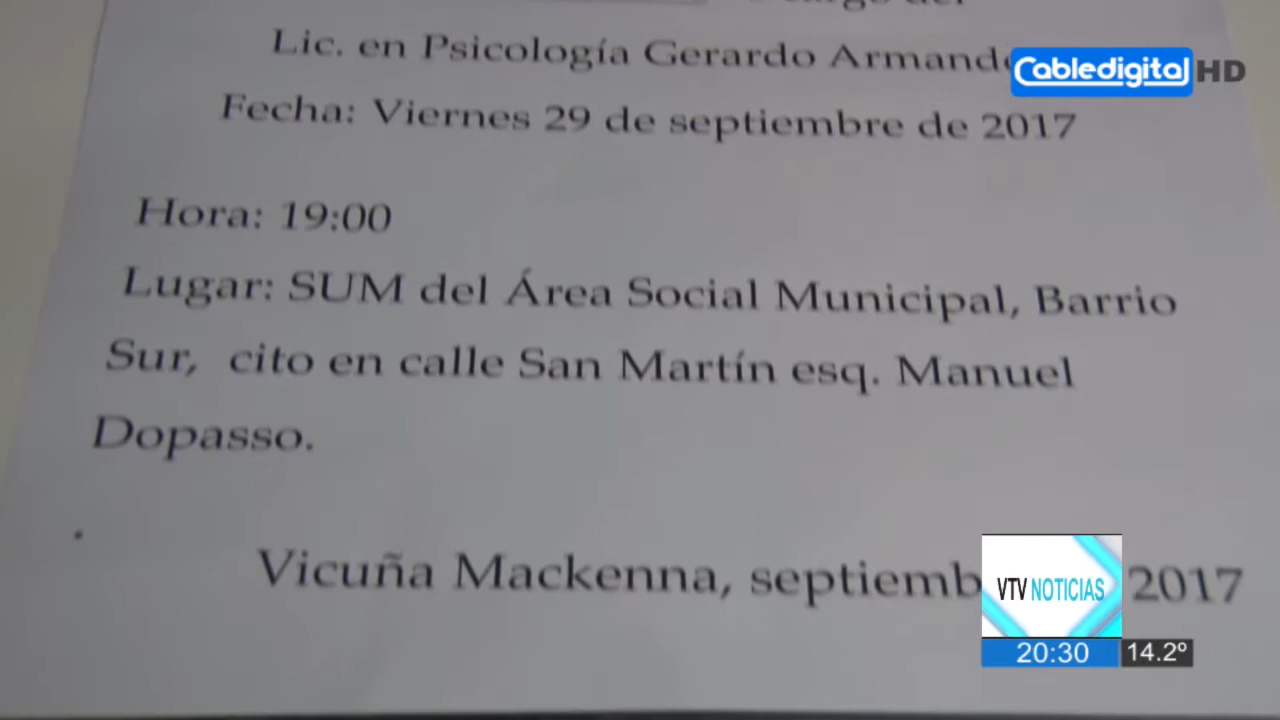 Lic. en Psicología Gerardo Armando
Cabledigital HD
Fecha: Viernes 29 de septiembre de 2017
Hora: 19:00
Lugar: SUM del Área Social Municipal, Barrio
Sur, cito en calle San Martín esq. Manuel
Dopasso.
Vicuña Mackenna, septiemb 2017
VTV NOTICIAS
20:30 14.2º